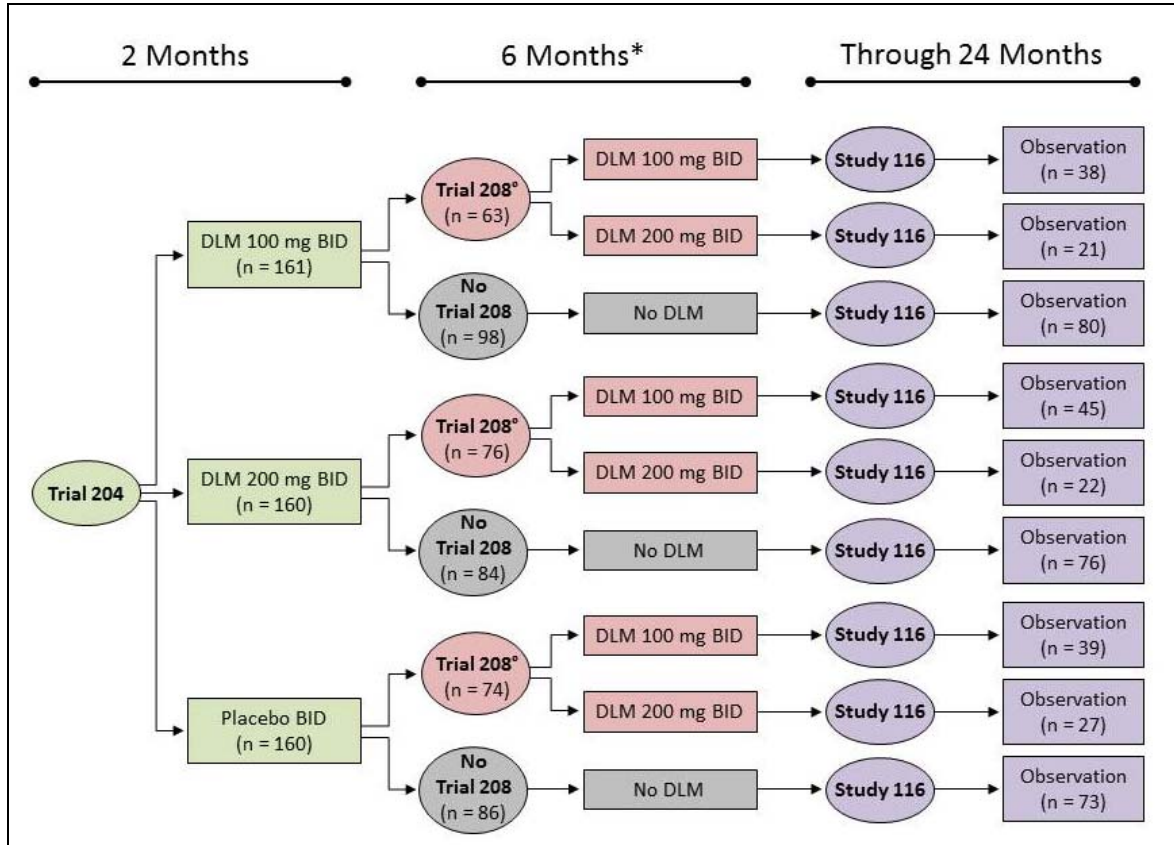 2 Months
6 Months*
Through 24 Months
Trial 204
DLM 100 mg BID
(n = 161)
Trial 208°
(n = 63)
DLM 100 mg BID
Study 116
Observation
(n = 38)
DLM 200 mg BID
Study 116
Observation
(n = 21)
No
Trial 208
(n = 98)
No DLM
Study 116
Observation
(n = 80)
DLM 200 mg BID
(n = 160)
Trial 208°
(n = 76)
DLM 100 mg BID
Study 116
Observation
(n = 45)
DLM 200 mg BID
Study 116
Observation
(n = 22)
No
Trial 208
(n = 84)
No DLM
Study 116
Observation
(n = 76)
Placebo BID
(n = 160)
Trial 208°
(n = 74)
DLM 100 mg BID
Study 116
Observation
(n = 39)
DLM 200 mg BID
Study 116
Observation
(n = 27)
No
Trial 208
(n = 86)
No DLM
Study 116
Observation
(n = 73)